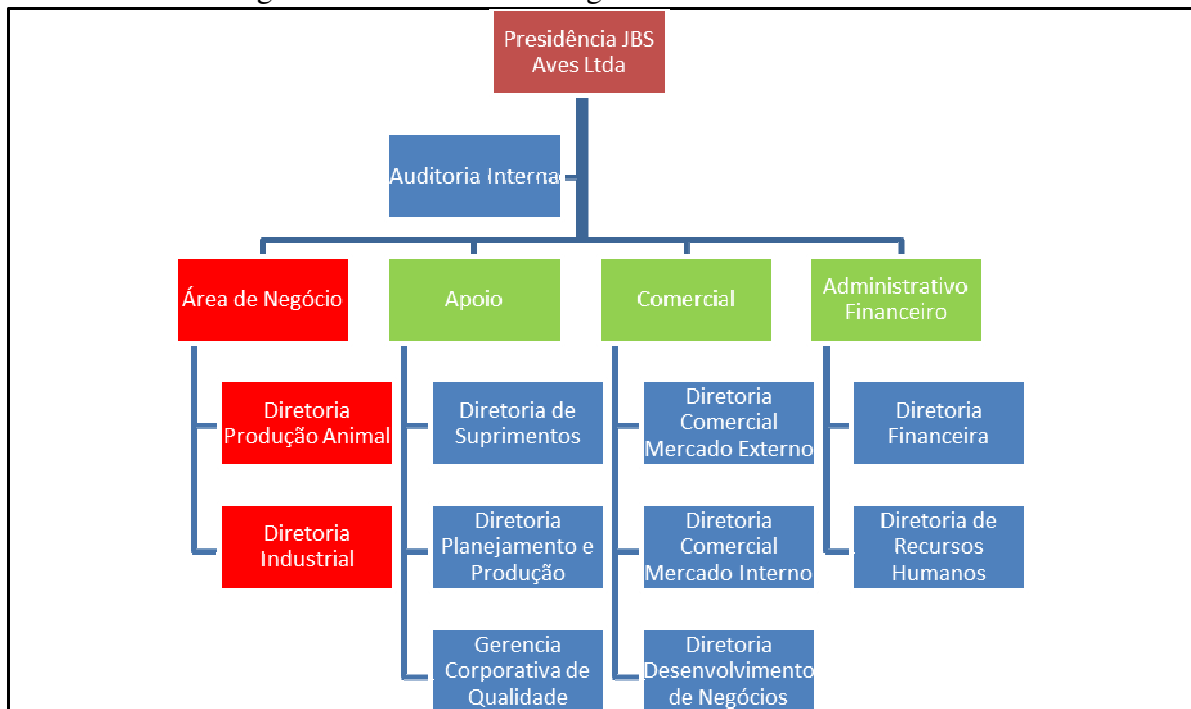 Presidência JBS
Aves Ltda
Auditoria Interna
Área de Negócio
Apoio
Comercial
Administrativo
Financeiro
Diretoria
Produção Animal
Diretoria de
Suprimentos
Diretoria
Comercial
Mercado Externo
Diretoria
Financeira
Diretoria
Industrial
Diretoria
Planejamento e
Produção
Diretoria
Comercial
Mercado Interno
Diretoria de
Recursos
Humanos
Gerencia
Corporativa de
Qualidade
Diretoria
Desenvolvimento
de Negócios